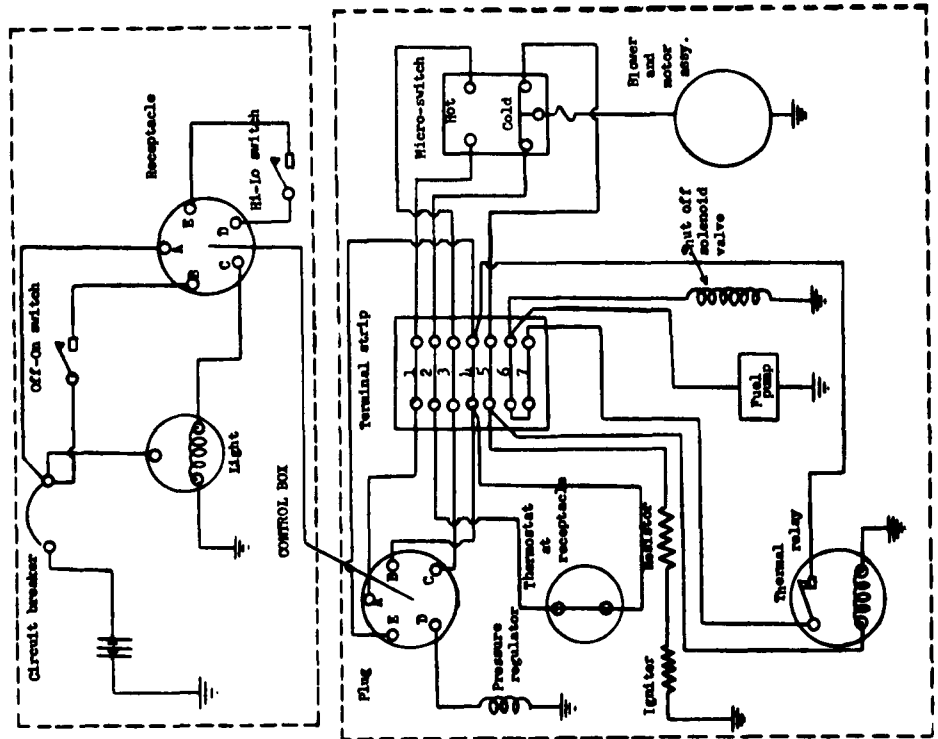 Circuit breaker
Off-On switch
Light
CONTROL BOX
Receptacle
A
B
C
D
E
Hi-Lo switch
Plug
A
B
C
D
E
Pressure
regulator
Thermostat
at
receptacle
Resistor
Igniter
Terminal strip
1
2
3
4
5
6
7
Micro-switch
Hot
Cold
Blower
and
motor
assy.
Shut off
solenoid
valve
Fuel
pump
Thermal
relay